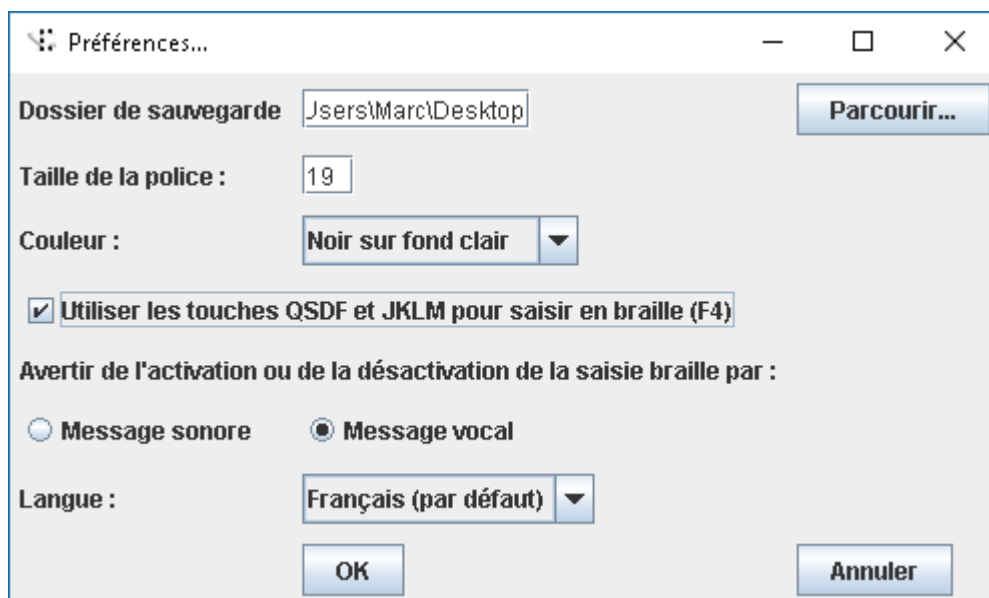 Préférences...
Dossier de sauvegarde Jsers\Marc\Desktop Parcourir...
Taille de la police : 19
Couleur : Noir sur fond clair
Utiliser les touches QSDF et JKLM pour saisir en braille (F4)
Avertir de l'activation ou de la désactivation de la saisie braille par :
Message sonore Message vocal
Langue : Français (par défaut)
OK Annuler